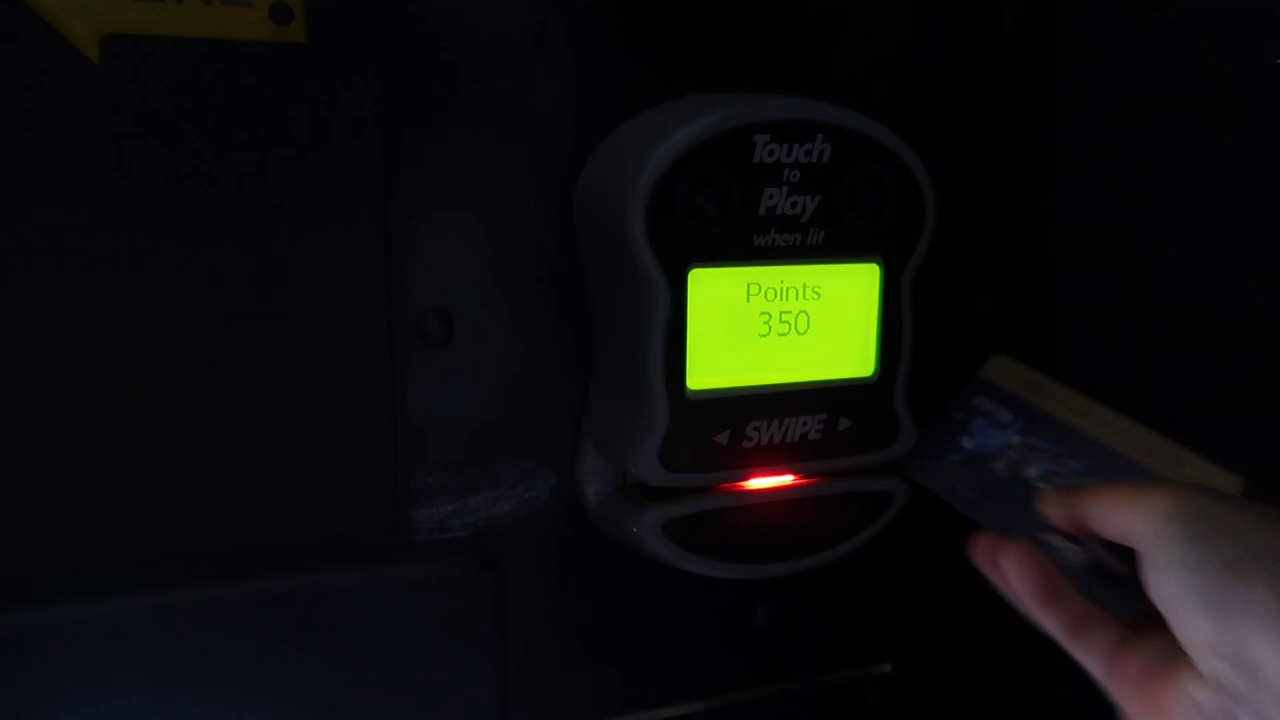 Touch
to
Play
when lit
Points
350
◄ SWIPE ►